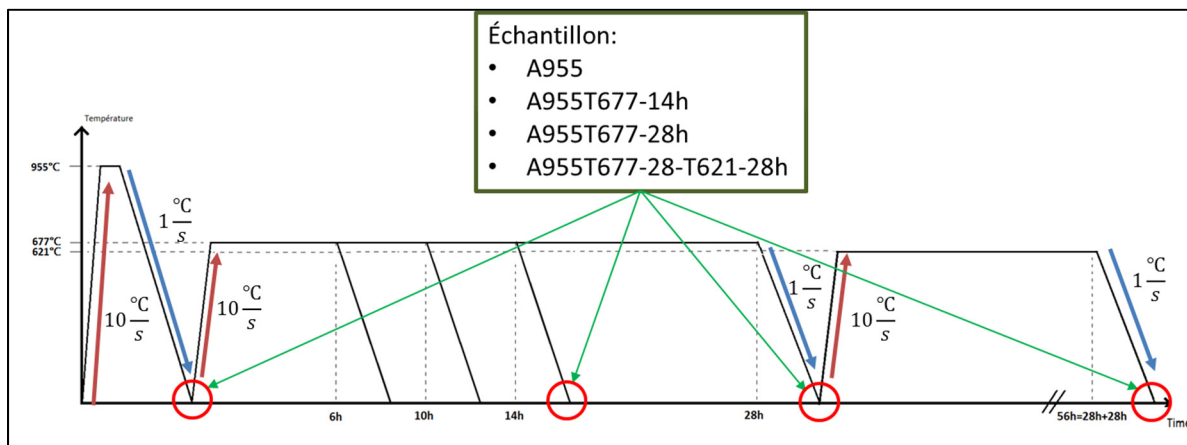 Échantillon:
• A955
• A955T677-14h
• A955T677-28h
• A955T677-28-T621-28h
Température
955°C
677°C
621°C
10 °C/s
1 °C/s
10 °C/s
1 °C/s
10 °C/s
1 °C/s
6h
10h
14h
28h
56h=28h+28h
Time